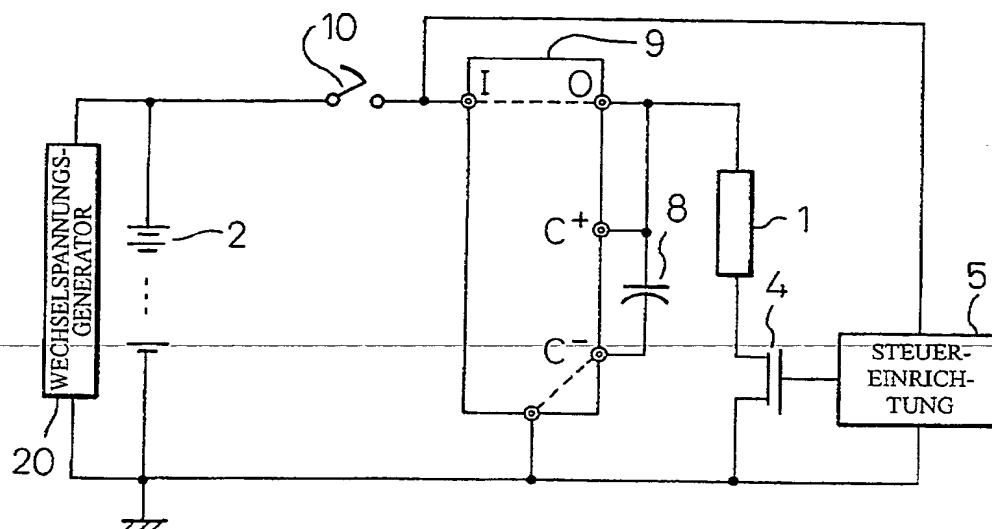 10
9
I
O
WECHSELSPANNUNGS-
GENERATOR
2
C+
8
1
4
5
C-
STEUER-
EINRICH-
TUNG
20